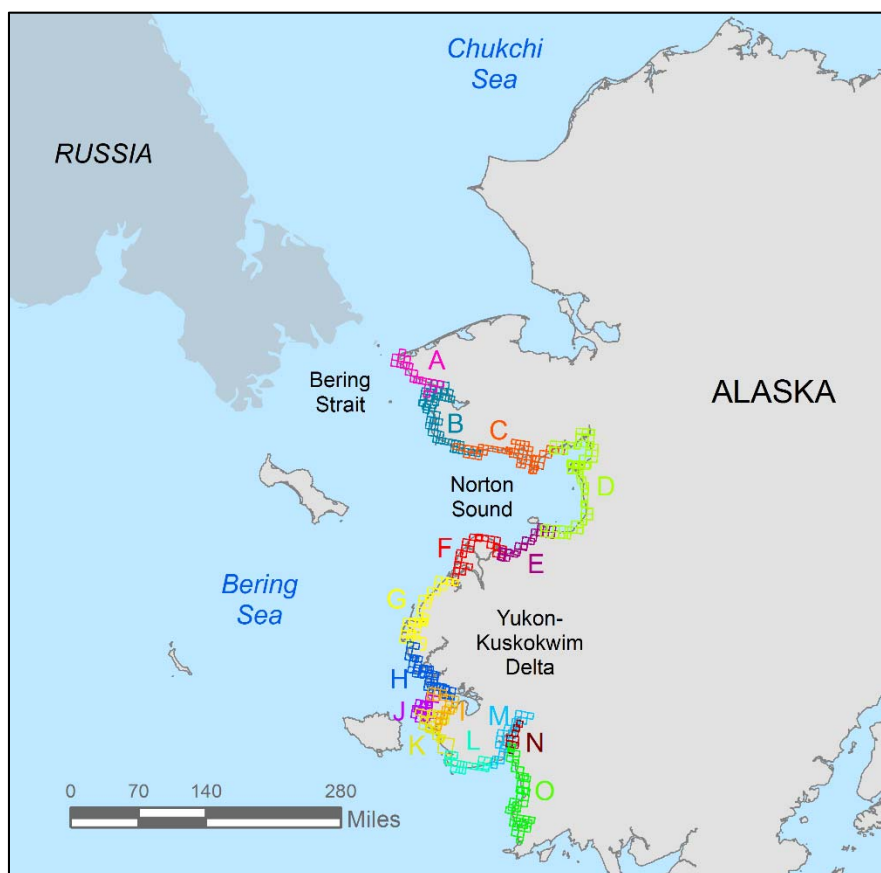 Chukchi
Sea
RUSSIA
A
Bering
Strait
ALASKA
B
C
Norton
Sound
D
F
E
Bering
Sea
G
Yukon-
Kuskokwim
Delta
H
J
I
M
K
L
N
O
0 70 140 280
Miles